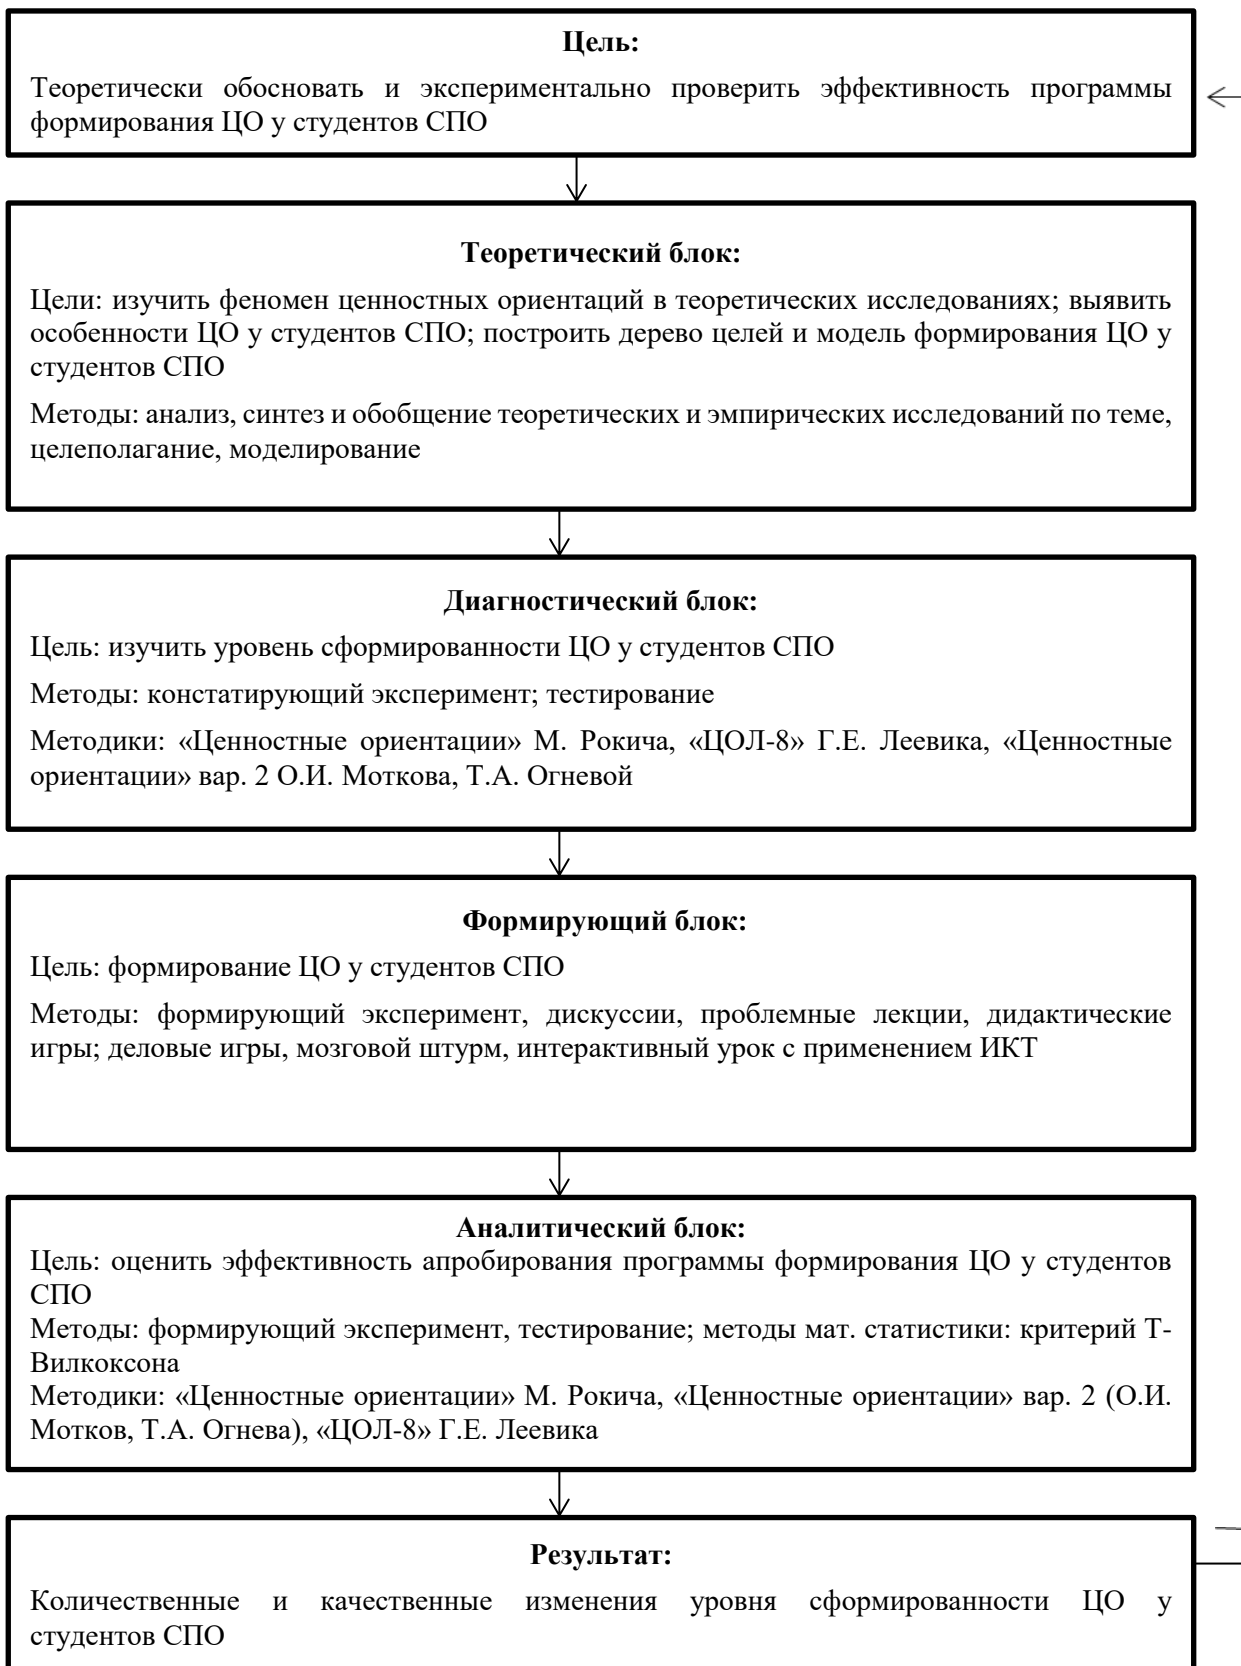 Цель:
Теоретически обосновать и экспериментально проверить эффективность программы
формирования ЦО у студентов СПО
Теоретический блок:
Цели: изучить феномен ценностных ориентаций в теоретических исследованиях; выявить
особенности ЦО у студентов СПО; построить дерево целей и модель формирования ЦО у
студентов СПО
Методы: анализ, синтез и обобщение теоретических и эмпирических исследований по теме,
целеполагание, моделирование
Диагностический блок:
Цель: изучить уровень сформированности ЦО у студентов СПО
Методы: констатирующий эксперимент; тестирование
Методики: «Ценностные ориентации» М. Рокича, «ЦОЛ-8» Г.Е. Леевика, «Ценностные
ориентации» вар. 2 О.И. Моткова, Т.А. Огневой
Формирующий блок:
Цель: формирование ЦО у студентов СПО
Методы: формирующий эксперимент, дискуссии, проблемные лекции, дидактические
игры; деловые игры, мозговой штурм, интерактивный урок с применением ИКТ
Аналитический блок:
Цель: оценить эффективность апробирования программы формирования ЦО у студентов
СПО
Методы: формирующий эксперимент, тестирование; методы мат. статистики: критерий Т-
Вилкоксона
Методики: «Ценностные ориентации» М. Рокича, «Ценностные ориентации» вар. 2 (О.И.
Мотков, Т.А. Огнева), «ЦОЛ-8» Г.Е. Леевика
Результат:
Количественные и качественные изменения уровня сформированности ЦО у
студентов СПО